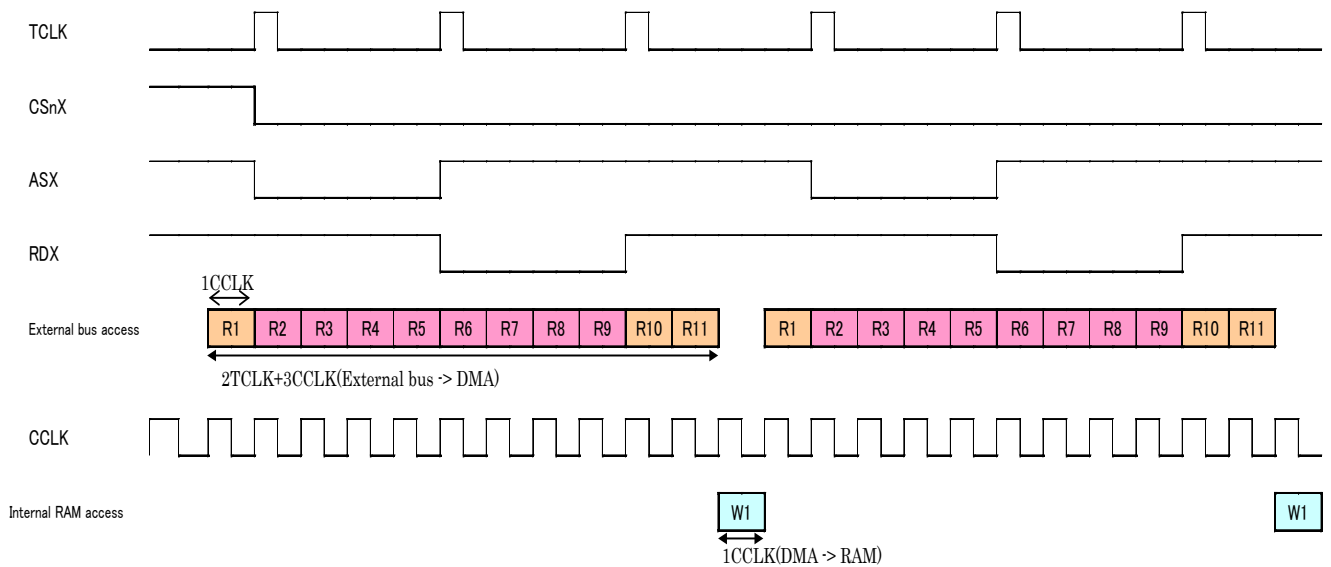 TCLK
CSnX
ASX
RDX
1CCLK
External bus access R1 R2 R3 R4 R5 R6 R7 R8 R9 R10 R11 R1 R2 R3 R4 R5 R6 R7 R8 R9 R10 R11
2TCLK+3CCLK(External bus -> DMA)
CCLK
Internal RAM access W1 W1
1CCLK(DMA -> RAM)